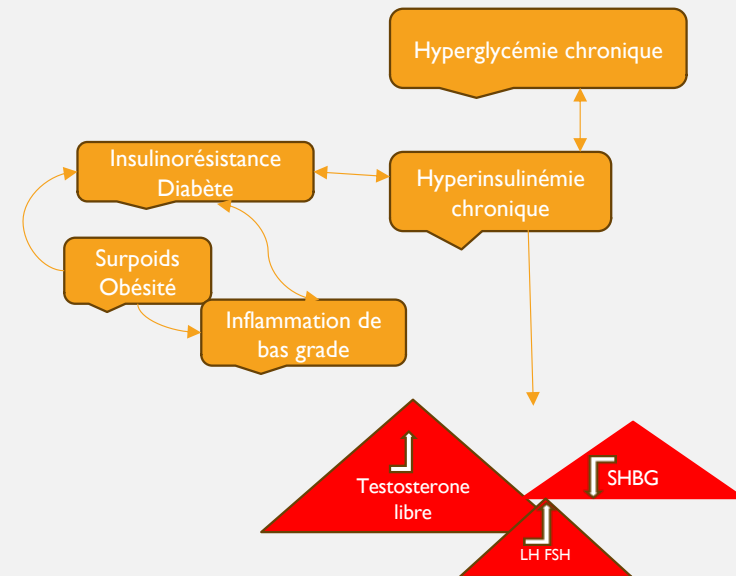 Hyperglycémie chronique
Insulinorésistance
Diabète
Hyperinsulinémie
chronique
Surpoids
Obésité
Inflammation de
bas grade
Testosterone
libre
SHBG
LH FSH